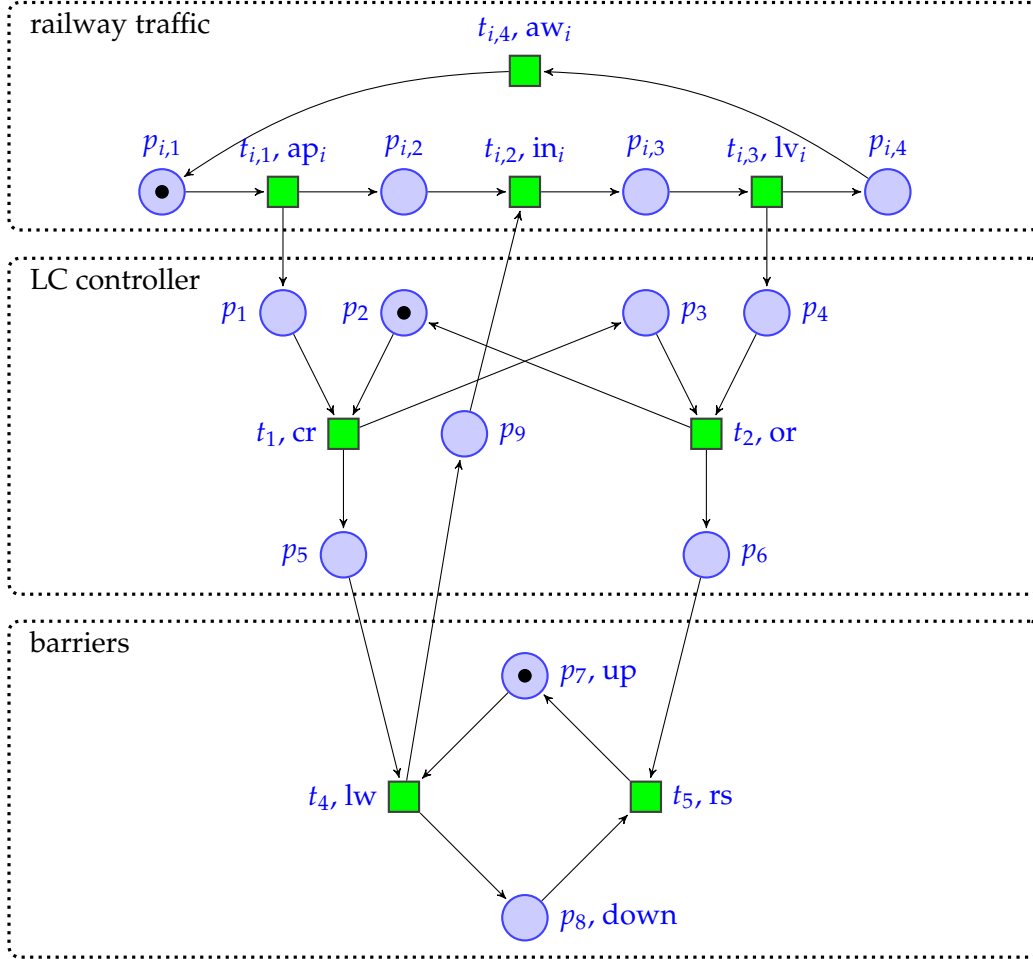 railway traffic
t_{i,4}, aw_i
p_{i,1}
t_{i,1}, ap_i
p_{i,2}
t_{i,2}, in_i
p_{i,3}
t_{i,3}, lv_i
p_{i,4}
LC controller
p_1
p_2
p_3
p_4
t_1, cr
p_9
t_2, or
p_5
p_6
barriers
p_7, up
t_4, lw
t_5, rs
p_8, down